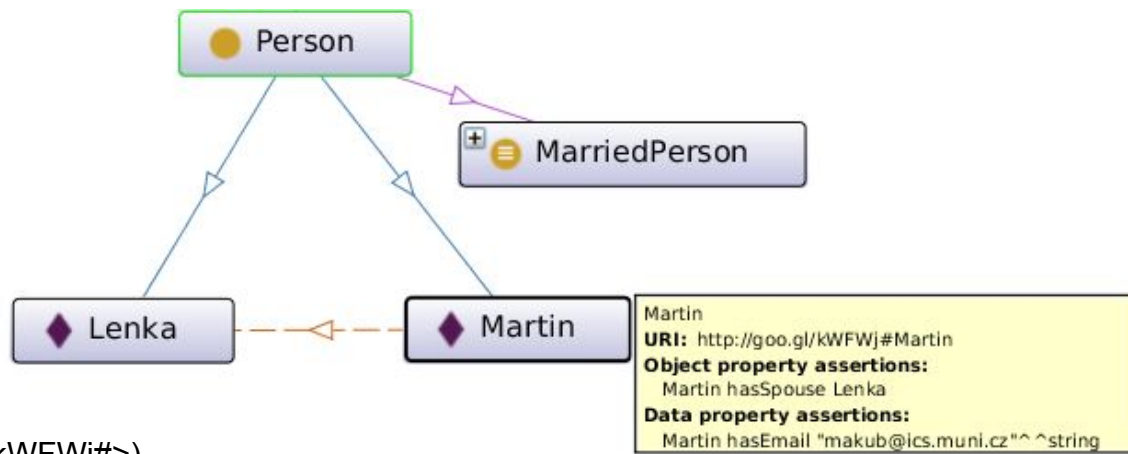 Person
MarriedPerson
Lenka
Martin
Martin
URI: http://goo.gl/kWFWj#Martin
Object property assertions:
Martin hasSpouse Lenka
Data property assertions:
Martin hasEmail "makub@ics.muni.cz"^^string
kWFWj#>)